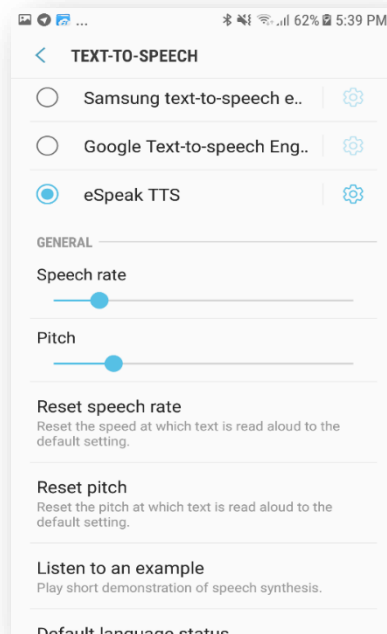 62% 5:39 PM
TEXT-TO-SPEECH
Samsung text-to-speech e..
Google Text-to-speech Eng..
eSpeak TTS
GENERAL
Speech rate
Pitch
Reset speech rate
Reset the speed at which text is read aloud to the
default setting.
Reset pitch
Reset the pitch at which text is read aloud to the
default setting.
Listen to an example
Play short demonstration of speech synthesis.
Default language status